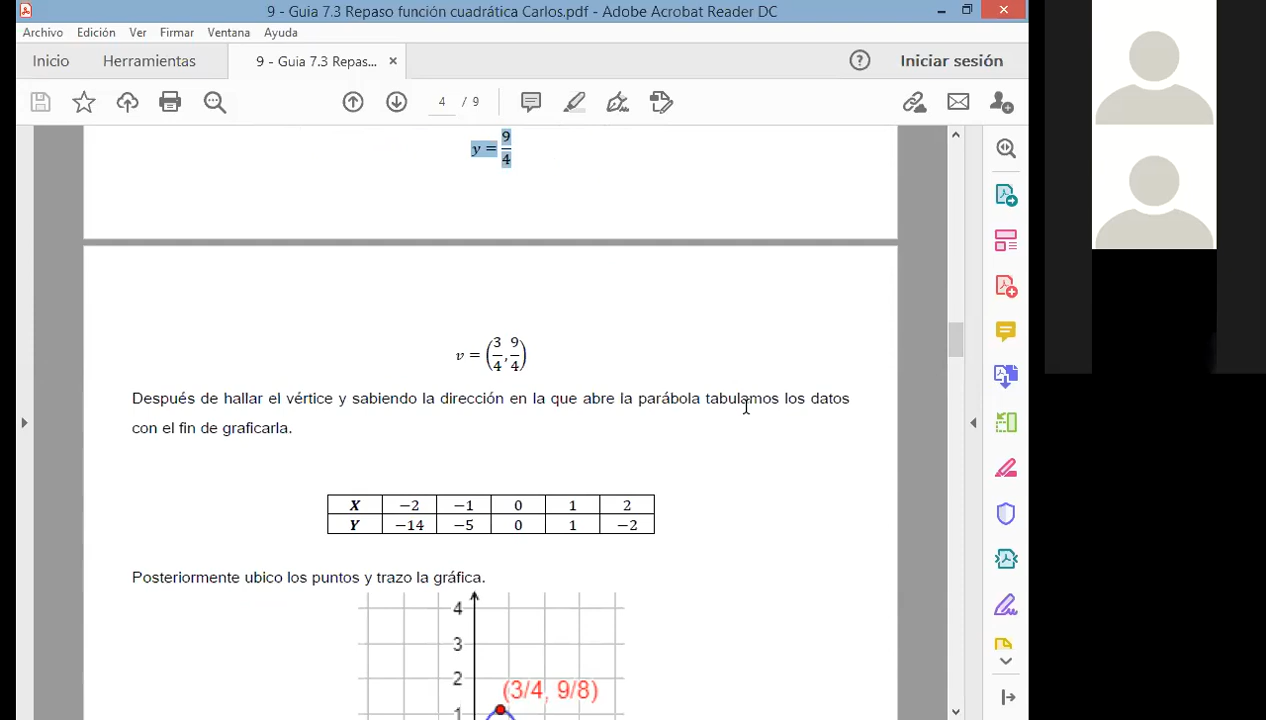 9 - Guia 7.3 Repaso función cuadrática Carlos.pdf - Adobe Acrobat Reader DC
Archivo Edición Ver Firmar Ventana Ayuda
Inicio Herramientas 9 - Guia 7.3 Repas... × Iniciar sesión
4 / 9
y = 9/4
v = (3/4, 9/4)
Después de hallar el vértice y sabiendo la dirección en la que abre la parábola tabulamos los datos
con el fin de graficarla.
X −2 −1 0 1 2
Y −14 −5 0 1 −2
Posteriormente ubico los puntos y trazo la gráfica.
4
3
2
(3/4, 9/8)
1